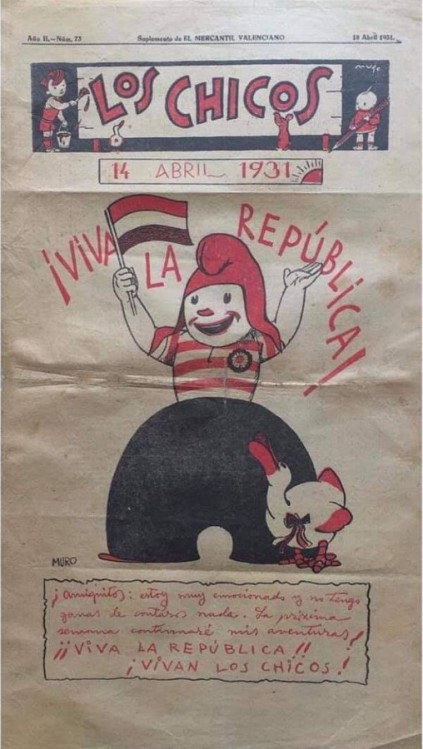 Año II.—Núm. 72 Suplemento de EL MERCANTIL VALENCIANO 19 Abril 1931.
MURO
LOS CHICOS
14 ABRIL 1931
¡VIVA LA REPÚBLICA!
MURO
¡Amiguitos: estoy muy emocionado y no tengo
ganas de contaros nada. La próxima
semana continuaré mis aventuras!
¡¡VIVA LA REPÚBLICA!!
¡VIVAN LOS CHICOS!